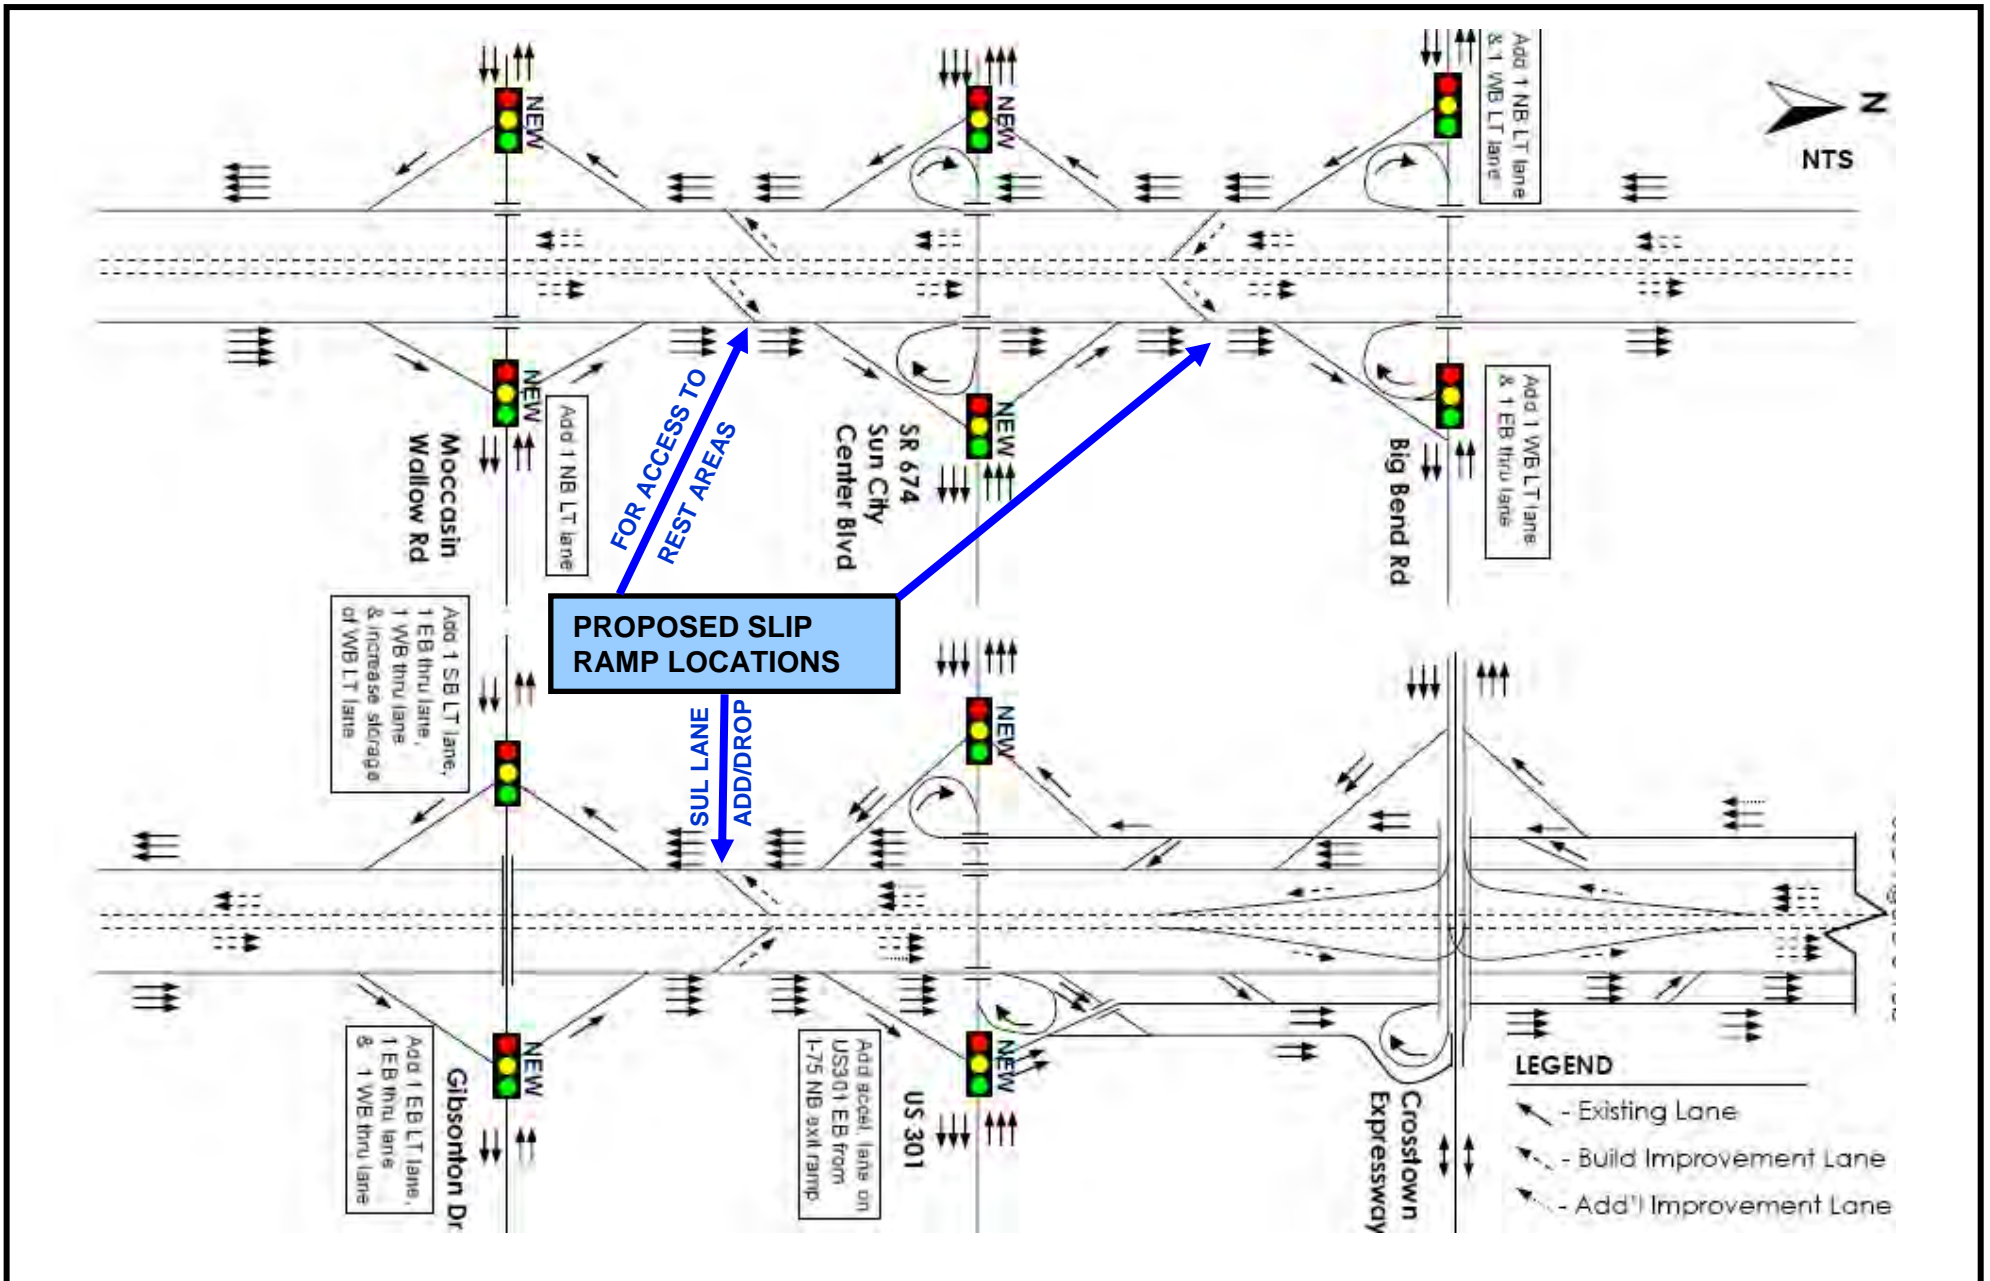 NEW
NEW
Add 1 NB LT lane
& 1 WB LT lane
N
NTS
NEW
Add 1 NB LT lane
Moccasin
Wallow Rd
FOR ACCESS TO
REST AREAS
SR 674
Sun City
Center Blvd
NEW
Big Bend Rd
Add 1 WB LT lane
& 1 EB thru lane
PROPOSED SLIP
RAMP LOCATIONS
Add 1 SB LT lane,
1 EB thru lane,
1 WB thru lane
& increase storage
of WB LT lane
SUL LANE
ADD/DROP
NEW
NEW
Add 1 EB LT lane,
1 EB thru lane
& 1 WB thru lane
Gibsonton Dr
Add accel. lane on
US301 EB from
I-75 NB exit ramp
US 301
NEW
Crosstown
Expressway
LEGEND
- Existing Lane
- Build Improvement Lane
- Add'l Improvement Lane